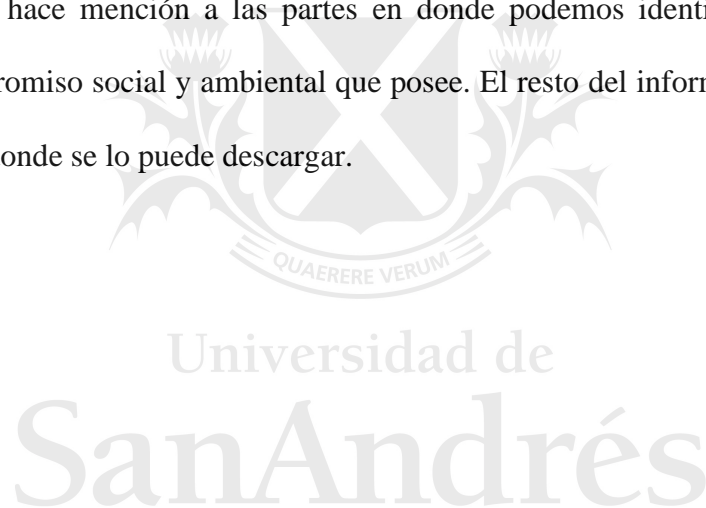 hace mención a las partes en donde podemos identi
romiso social y ambiental que posee. El resto del infor
onde se lo puede descargar.
QUAERERE VERUM
Universidad de
SanAndrés